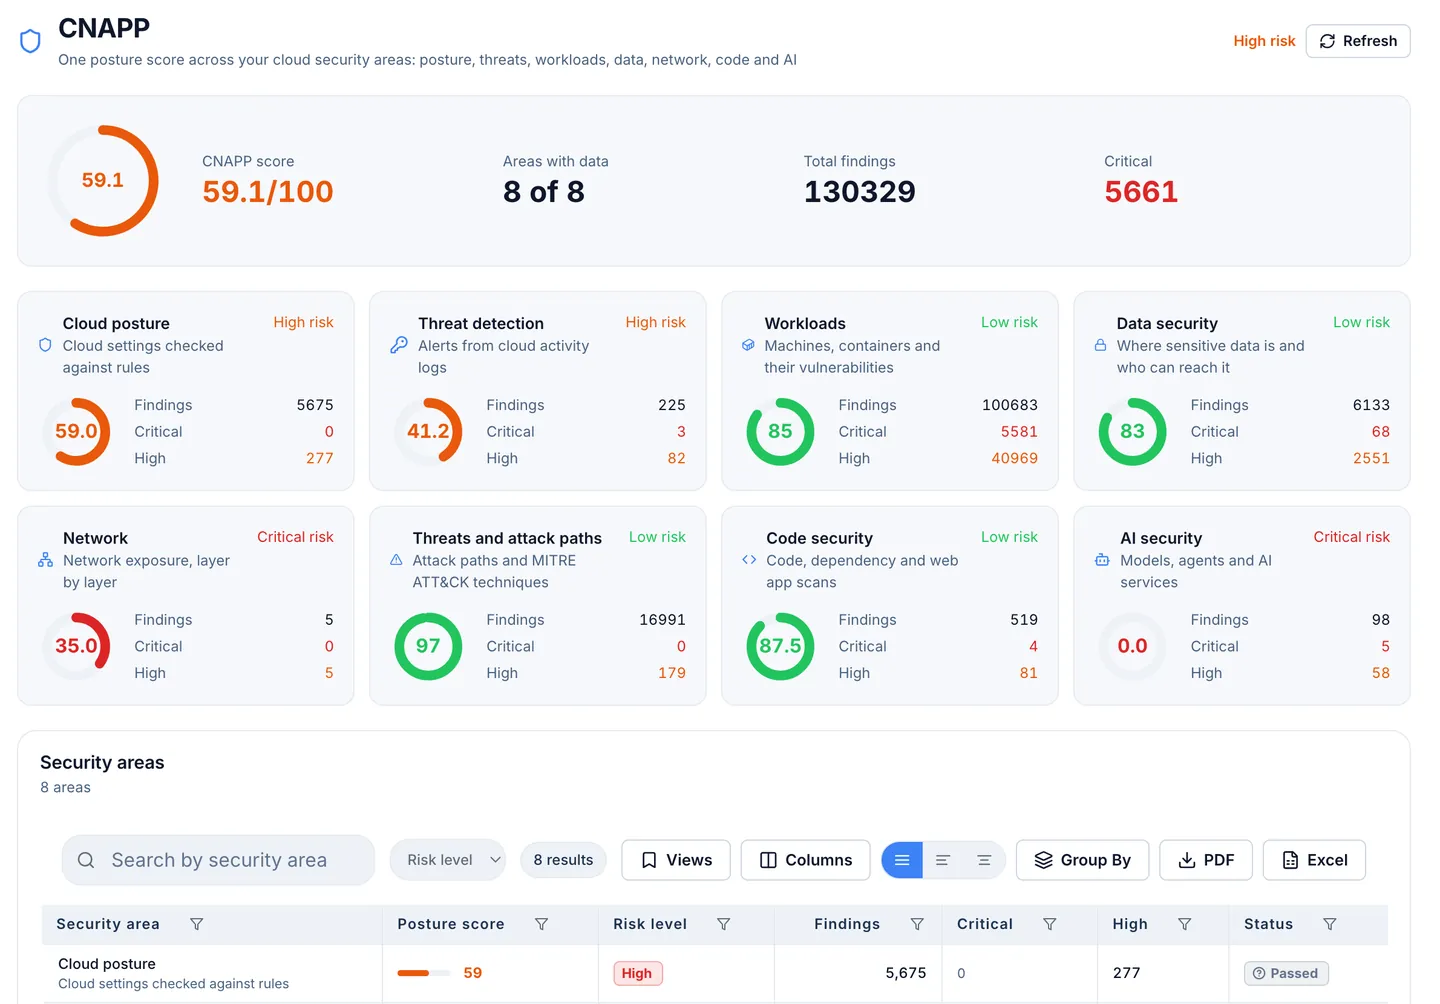 CNAPP
One posture score across your cloud security areas: posture, threats, workloads, data, network, code and AI
High risk
Refresh
59.1
CNAPP score
59.1/100
Areas with data
8 of 8
Total findings
130329
Critical
5661
Cloud posture
High risk
Cloud settings checked
against rules
59.0
Findings 5675
Critical 0
High 277
Threat detection
High risk
Alerts from cloud activity
logs
41.2
Findings 225
Critical 3
High 82
Workloads
Low risk
Machines, containers and
their vulnerabilities
85
Findings 100683
Critical 5581
High 40969
Data security
Low risk
Where sensitive data is and
who can reach it
83
Findings 6133
Critical 68
High 2551
Network
Critical risk
Network exposure, layer
by layer
35.0
Findings 5
Critical 0
High 5
Threats and attack paths
Low risk
Attack paths and MITRE
ATT&CK techniques
97
Findings 16991
Critical 0
High 179
Code security
Low risk
Code, dependency and web
app scans
87.5
Findings 519
Critical 4
High 81
AI security
Critical risk
Models, agents and AI
services
0.0
Findings 98
Critical 5
High 58
Security areas
8 areas
Search by security area
Risk level
8 results
Views
Columns
Group By
PDF
Excel
Security area Posture score Risk level Findings Critical High Status
Cloud posture
Cloud settings checked against rules
59 High 5,675 0 277 Passed